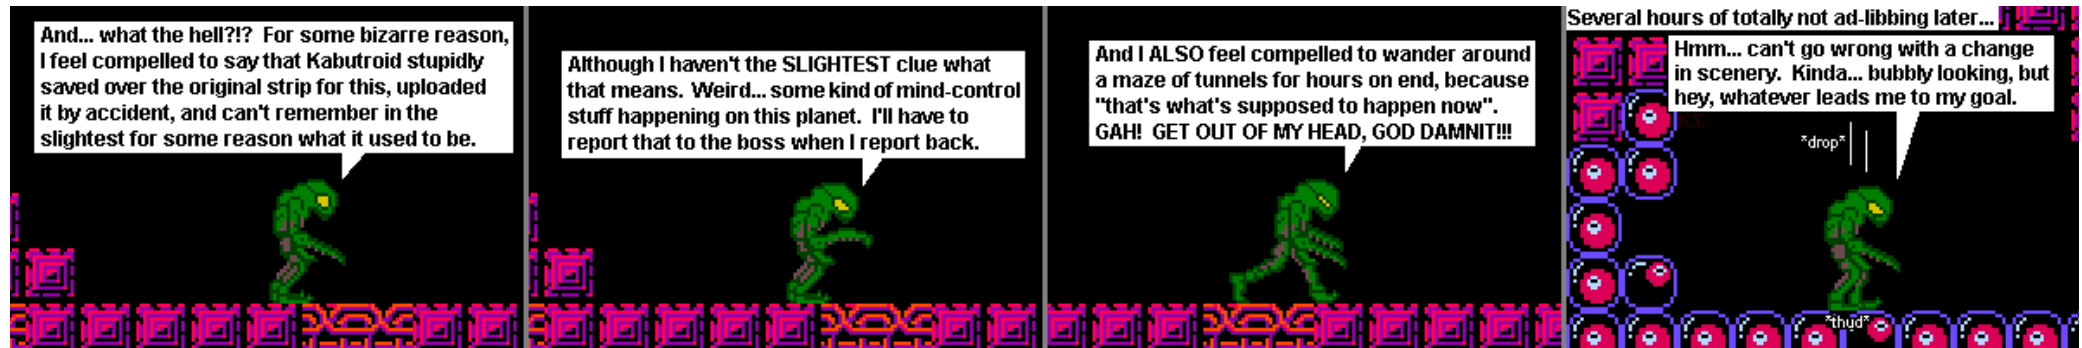 And... what the hell?!?  For some bizarre reason,
I feel compelled to say that Kabutroid stupidly
saved over the original strip for this, uploaded
it by accident, and can't remember in the
slightest for some reason what it used to be.
Although I haven't the SLIGHTEST clue what
that means.  Weird... some kind of mind-control
stuff happening on this planet.  I'll have to
report that to the boss when I report back.
And I ALSO feel compelled to wander around
a maze of tunnels for hours on end, because
"that's what's supposed to happen now".
GAH!  GET OUT OF MY HEAD, GOD DAMNIT!!!
Several hours of totally not ad-libbing later...
Hmm... can't go wrong with a change
in scenery.  Kinda... bubbly looking, but
hey, whatever leads me to my goal.
*drop*
*thud*